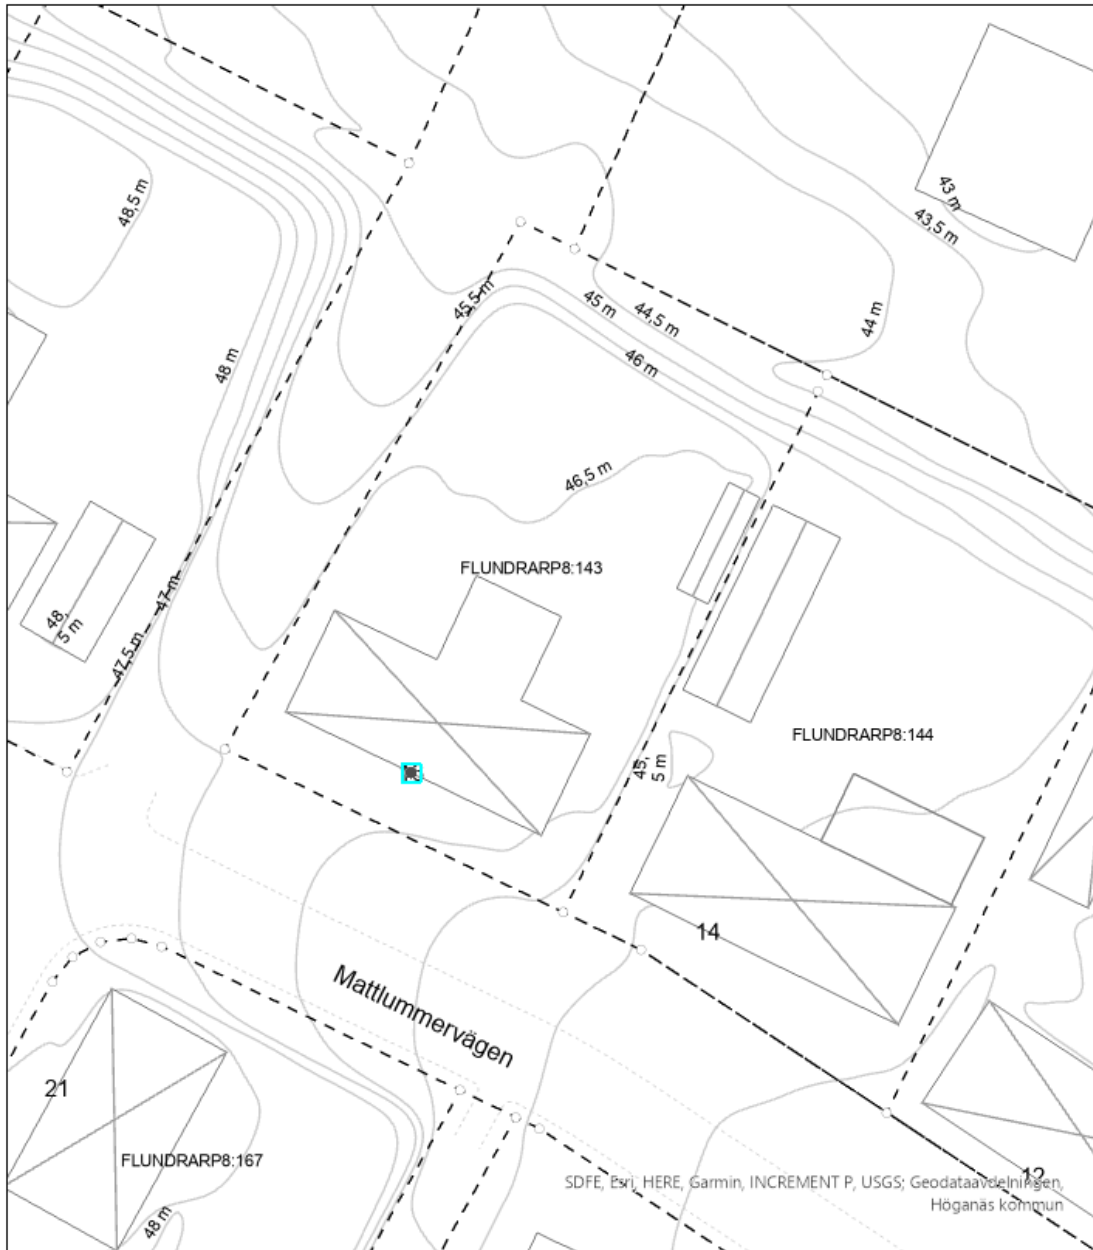 43 m
48,5 m
43,5 m
45,5 m
45 m
44,5 m
44 m
46 m
48 m
46,5 m
FLUNDRARP8:143
47 m
48,
5 m
47,5 m
FLUNDRARP8:144
45,
5 m
14
Mattlummervägen
21
FLUNDRARP8:167
12
SDFE, Esri, HERE, Garmin, INCREMENT P, USGS; Geodataavdelningen,
Höganäs kommun
48 m